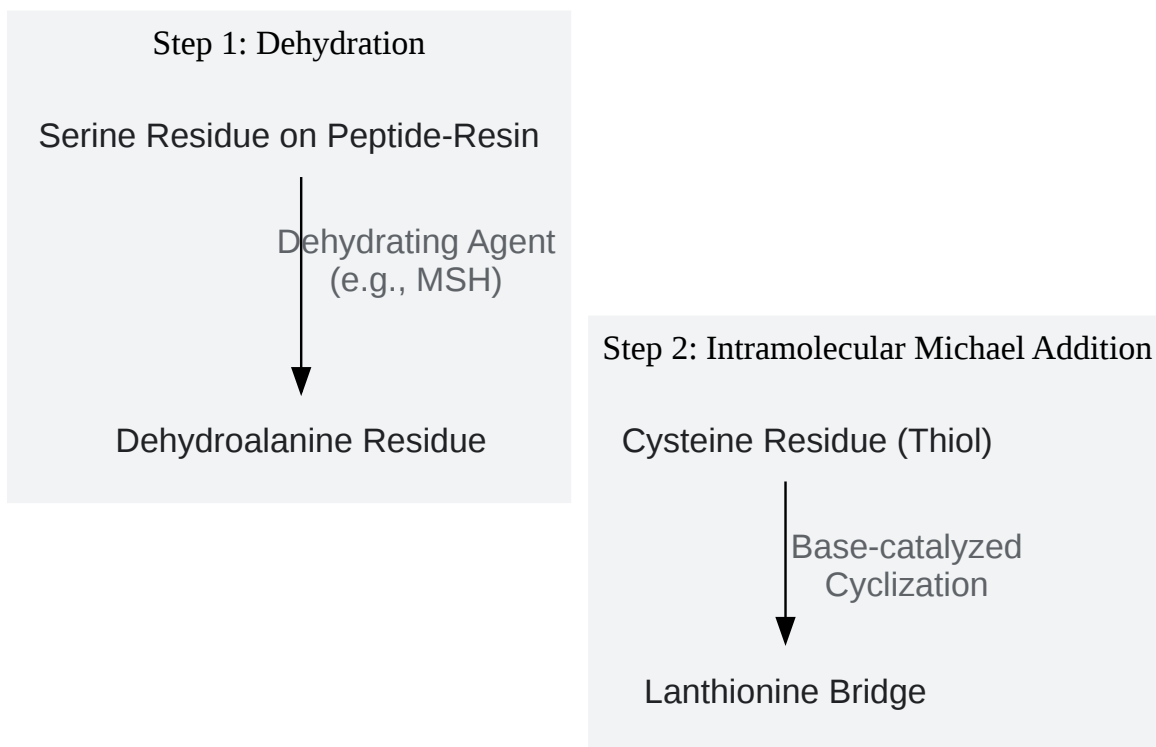 Step 1: Dehydration
Serine Residue on Peptide-Resin
Dehydrating Agent
(e.g., MSH)
Dehydroalanine Residue
Step 2: Intramolecular Michael Addition
Cysteine Residue (Thiol)
Base-catalyzed
Cyclization
Lanthionine Bridge